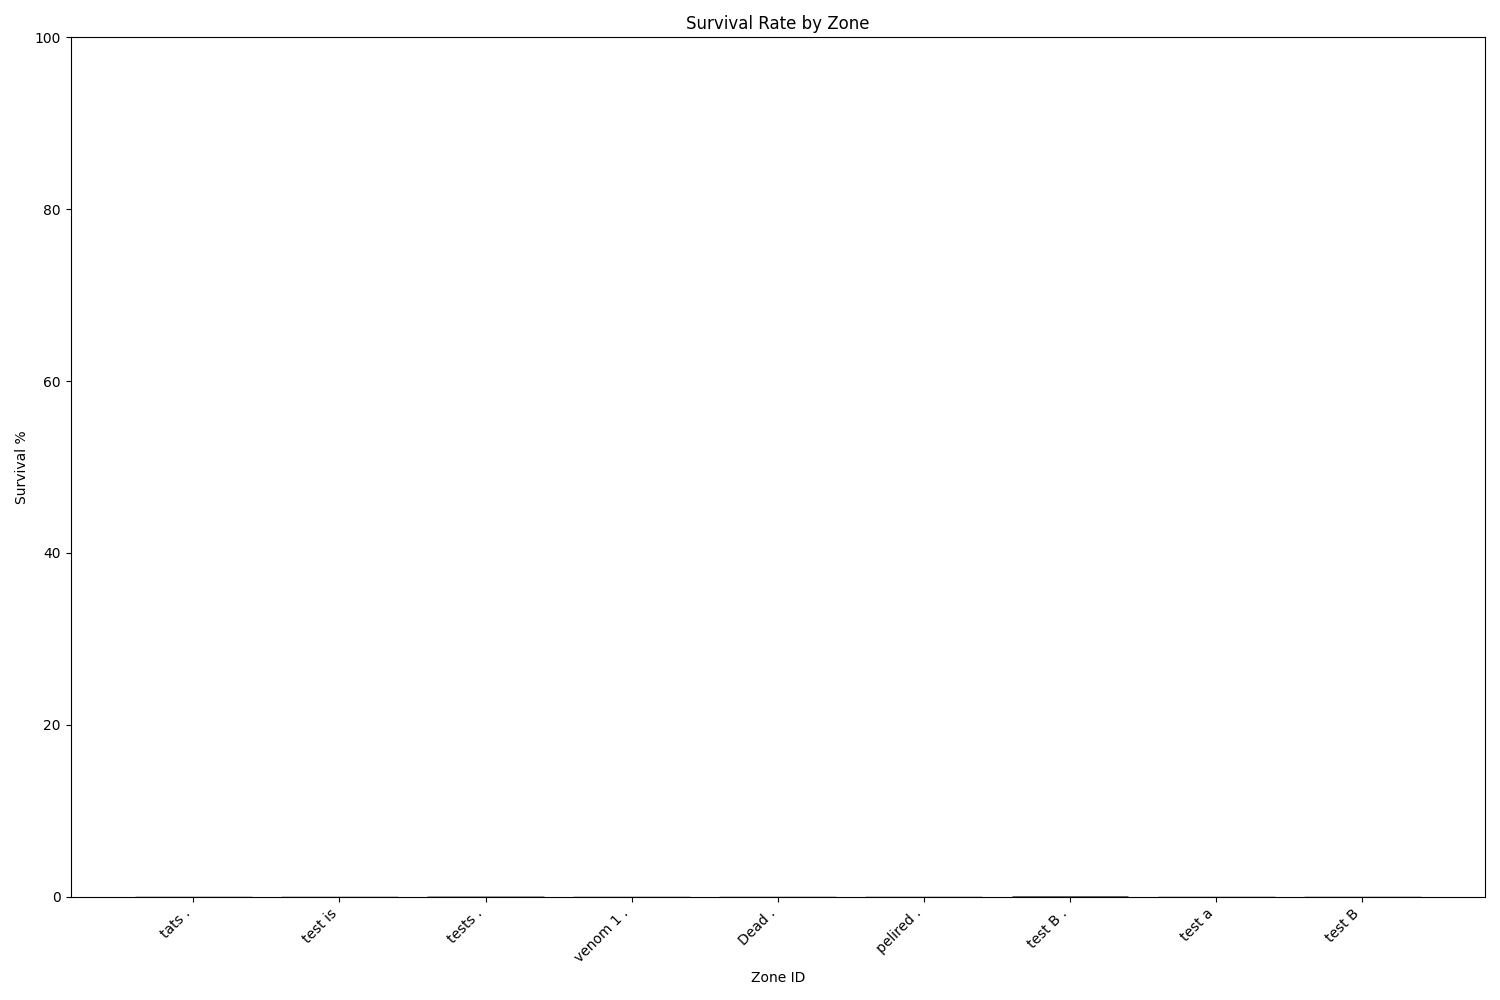 Survival Rate by Zone
100
80
60
40
20
0
Survival %
tats .
test is
tests .
venom 1 .
Dead .
pelired .
test B .
test a
test B
Zone ID